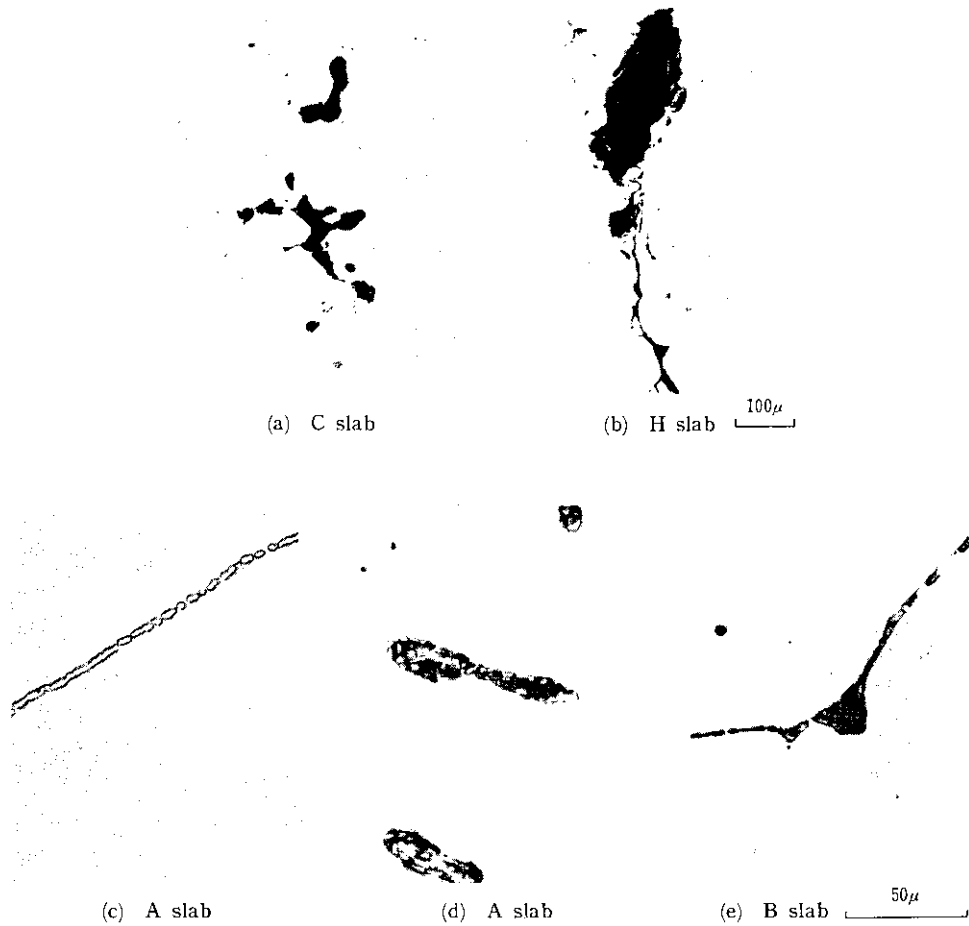 (a) C slab
(b) H slab
100μ
(c) A slab
(d) A slab
(e) B slab
50μ